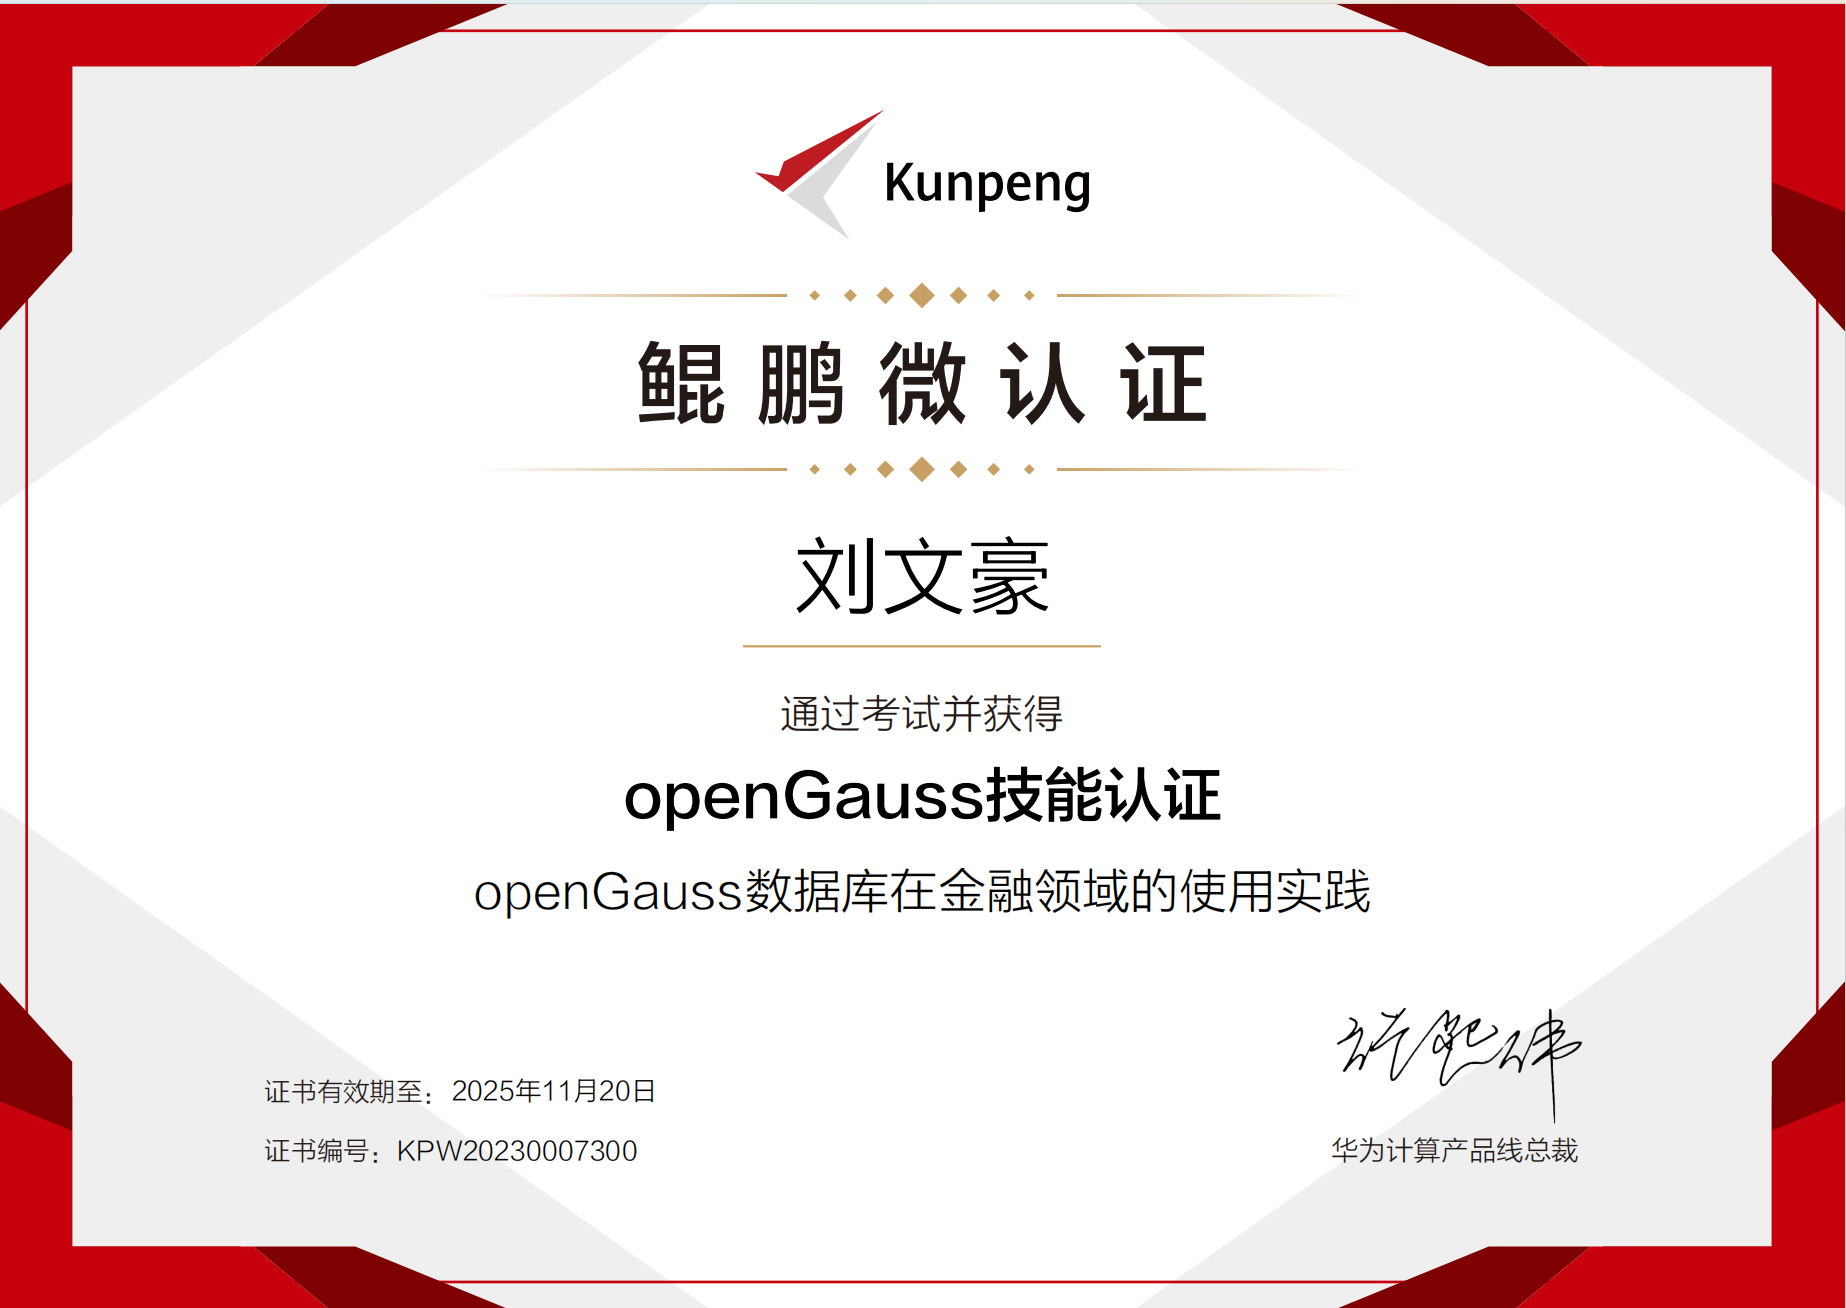 Kunpeng
鲲鹏微认证
刘文豪
通过考试并获得
openGauss技能认证
openGauss数据库在金融领域的使用实践
证书有效期至：2025年11月20日
证书编号：KPW20230007300
华为计算产品线总裁